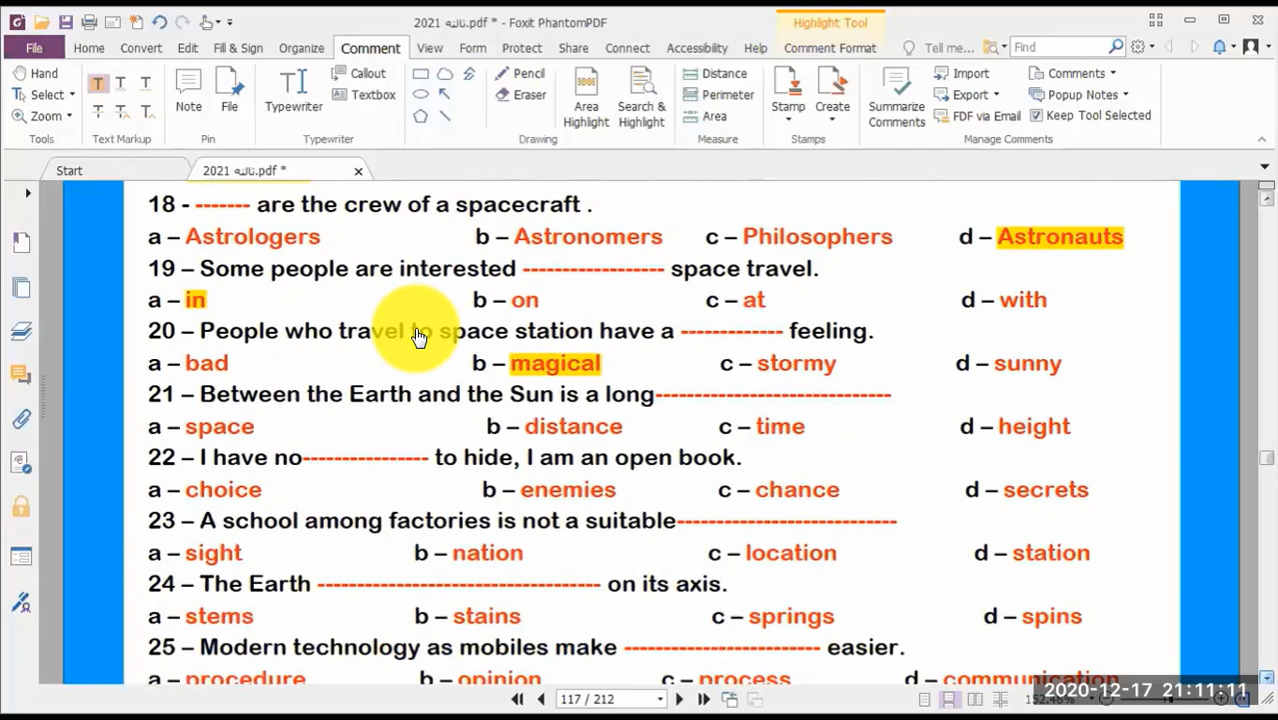 2021 ثالثه.pdf * - Foxit PhantomPDF
Highlight Tool
File Home Convert Edit Fill & Sign Organize Comment View Form Protect Share Connect Accessibility Help Comment Format Tell me... Find
Hand
Select
Zoom
Tools
Text Markup
Note
File
Pin
Typewriter
Callout
Textbox
Typewriter
Pencil
Eraser
Drawing
Area Highlight
Search & Highlight
Distance
Perimeter
Area
Measure
Stamp
Create
Stamps
Summarize Comments
Import
Export
FDF via Email
Comments
Popup Notes
Keep Tool Selected
Manage Comments
Start
2021 ثالثه.pdf *
18 - ------- are the crew of a spacecraft .
a – Astrologers b – Astronomers c – Philosophers d – Astronauts
19 – Some people are interested ------------------ space travel.
a – in b – on c – at d – with
20 – People who travel to space station have a ------------- feeling.
a – bad b – magical c – stormy d – sunny
21 – Between the Earth and the Sun is a long------------------------------
a – space b – distance c – time d – height
22 – I have no---------------- to hide, I am an open book.
a – choice b – enemies c – chance d – secrets
23 – A school among factories is not a suitable----------------------------
a – sight b – nation c – location d – station
24 – The Earth ------------------------------------ on its axis.
a – stems b – stains c – springs d – spins
25 – Modern technology as mobiles make ------------------------- easier.
a – procedure b – opinion c – process d – communication
117 / 212
2020-12-17 21:11:11